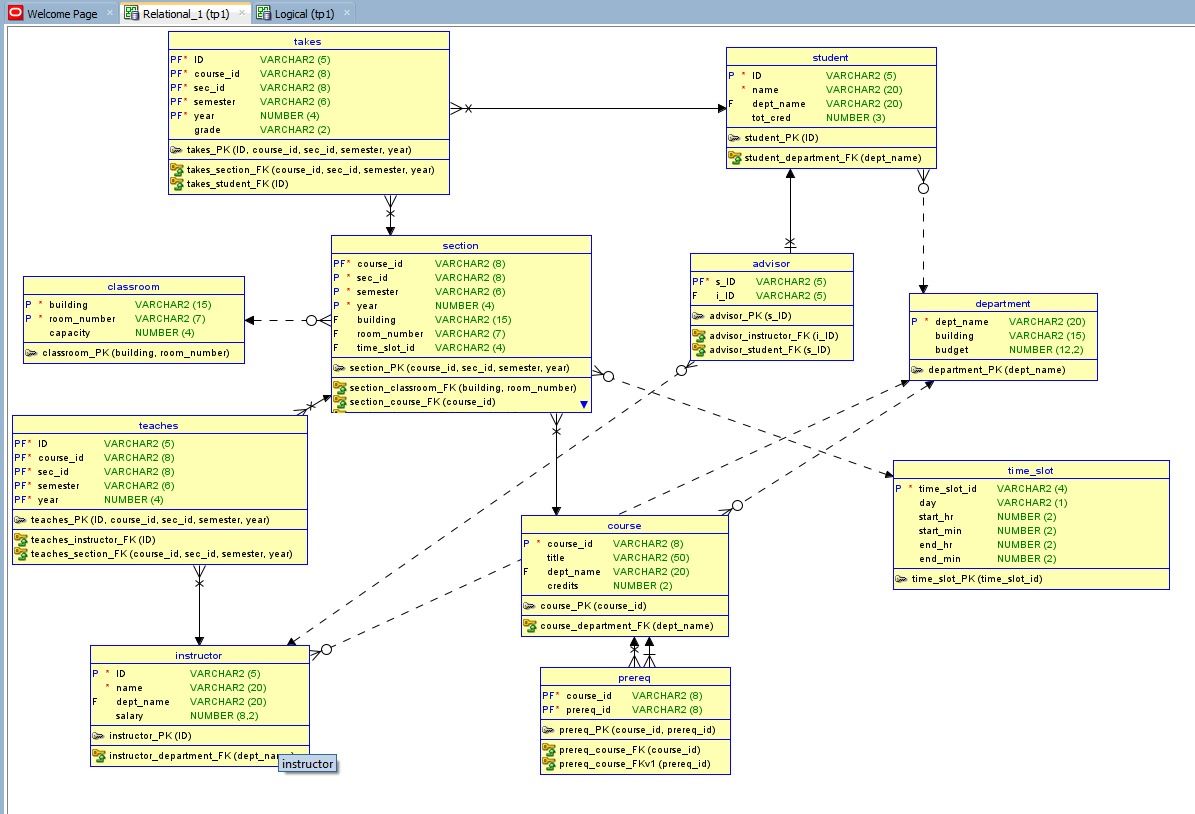 Welcome Page
Relational_1 (tp1)
Logical (tp1)
takes
PF* ID VARCHAR2 (5)
PF* course_id VARCHAR2 (8)
PF* sec_id VARCHAR2 (8)
PF* semester VARCHAR2 (6)
PF* year NUMBER (4)
grade VARCHAR2 (2)
takes_PK (ID, course_id, sec_id, semester, year)
takes_section_FK (course_id, sec_id, semester, year)
takes_student_FK (ID)
student
P * ID VARCHAR2 (5)
* name VARCHAR2 (20)
F dept_name VARCHAR2 (20)
tot_cred NUMBER (3)
student_PK (ID)
student_department_FK (dept_name)
section
PF* course_id VARCHAR2 (8)
P * sec_id VARCHAR2 (8)
P * semester VARCHAR2 (6)
P * year NUMBER (4)
F building VARCHAR2 (15)
F room_number VARCHAR2 (7)
F time_slot_id VARCHAR2 (4)
section_PK (course_id, sec_id, semester, year)
section_classroom_FK (building, room_number)
section_course_FK (course_id)
advisor
PF* s_ID VARCHAR2 (5)
F i_ID VARCHAR2 (5)
advisor_PK (s_ID)
advisor_instructor_FK (i_ID)
advisor_student_FK (s_ID)
classroom
P * building VARCHAR2 (15)
P * room_number VARCHAR2 (7)
capacity NUMBER (4)
classroom_PK (building, room_number)
department
P * dept_name VARCHAR2 (20)
building VARCHAR2 (15)
budget NUMBER (12,2)
department_PK (dept_name)
teaches
PF* ID VARCHAR2 (5)
PF* course_id VARCHAR2 (8)
PF* sec_id VARCHAR2 (8)
PF* semester VARCHAR2 (6)
PF* year NUMBER (4)
teaches_PK (ID, course_id, sec_id, semester, year)
teaches_instructor_FK (ID)
teaches_section_FK (course_id, sec_id, semester, year)
time_slot
P * time_slot_id VARCHAR2 (4)
day VARCHAR2 (1)
start_hr NUMBER (2)
start_min NUMBER (2)
end_hr NUMBER (2)
end_min NUMBER (2)
time_slot_PK (time_slot_id)
course
P * course_id VARCHAR2 (8)
title VARCHAR2 (50)
F dept_name VARCHAR2 (20)
credits NUMBER (2)
course_PK (course_id)
course_department_FK (dept_name)
instructor
P * ID VARCHAR2 (5)
* name VARCHAR2 (20)
F dept_name VARCHAR2 (20)
salary NUMBER (8,2)
instructor_PK (ID)
instructor_department_FK (dept_nam
instructor
prereq
PF* course_id VARCHAR2 (8)
PF* prereq_id VARCHAR2 (8)
prereq_PK (course_id, prereq_id)
prereq_course_FK (course_id)
prereq_course_FKv1 (prereq_id)